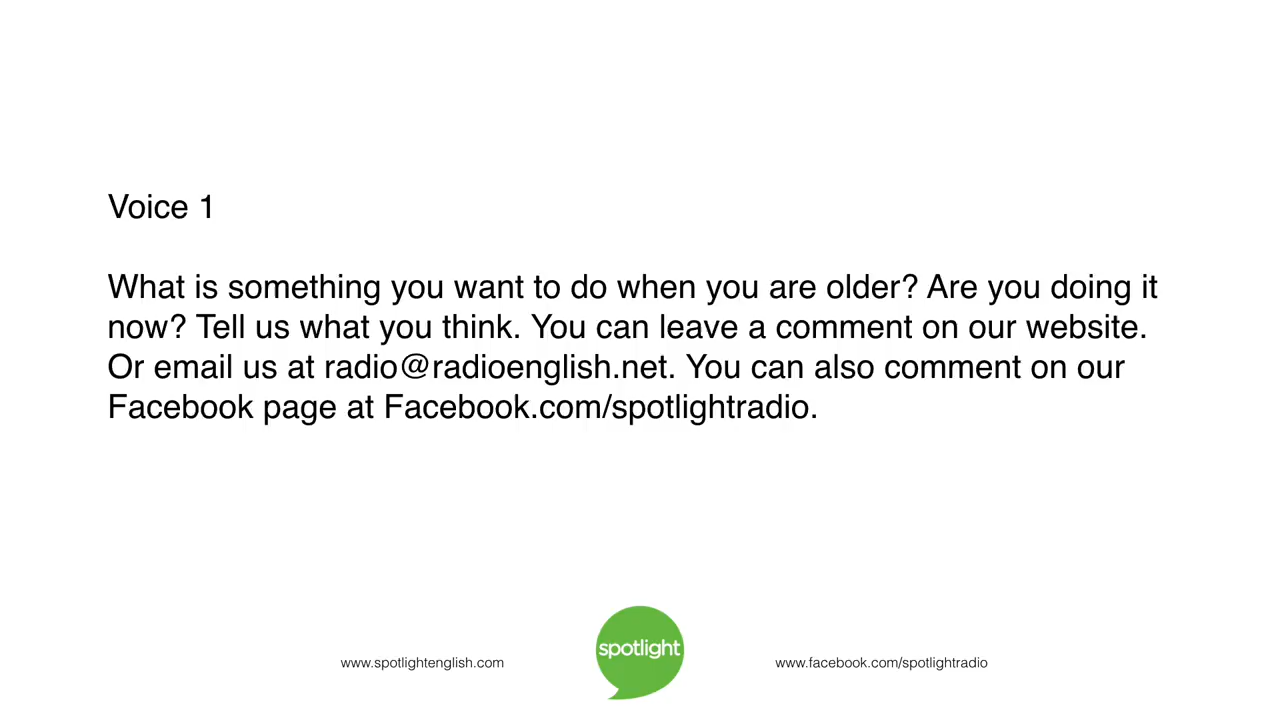 Voice 1
What is something you want to do when you are older? Are you doing it
now? Tell us what you think. You can leave a comment on our website.
Or email us at radio@radioenglish.net. You can also comment on our
Facebook page at Facebook.com/spotlightradio.
www.spotlightenglish.com
spotlight
www.facebook.com/spotlightradio